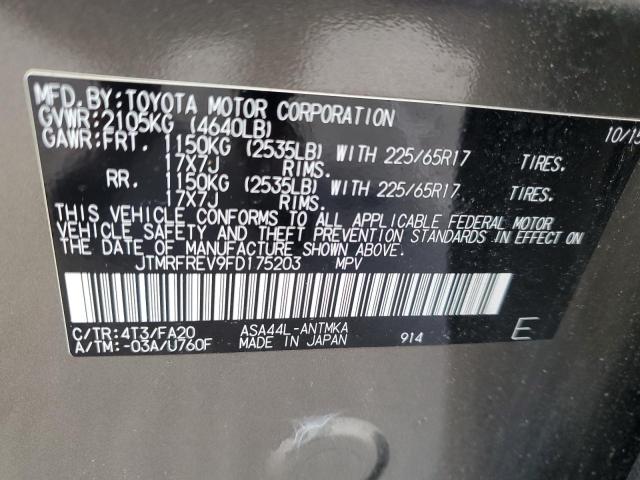 MFD.BY:TOYOTA MOTOR CORPORATION 10/15
GVWR:2105KG (4640LB)
GAWR:FRT. 1150KG (2535LB) WITH 225/65R17 TIRES.
17X7J RIMS.
RR. 1150KG (2535LB) WITH 225/65R17 TIRES.
17X7J RIMS.
THIS VEHICLE CONFORMS TO ALL APPLICABLE FEDERAL MOTOR
VEHICLE SAFETY AND THEFT PREVENTION STANDARDS IN EFFECT ON
THE DATE OF MANUFACTURE SHOWN ABOVE.
JTMRFREV9FD175203 MPV
C/TR:4T3/FA20 ASA44L-ANTMKA
A/TM:-03A/U760F MADE IN JAPAN 914 E